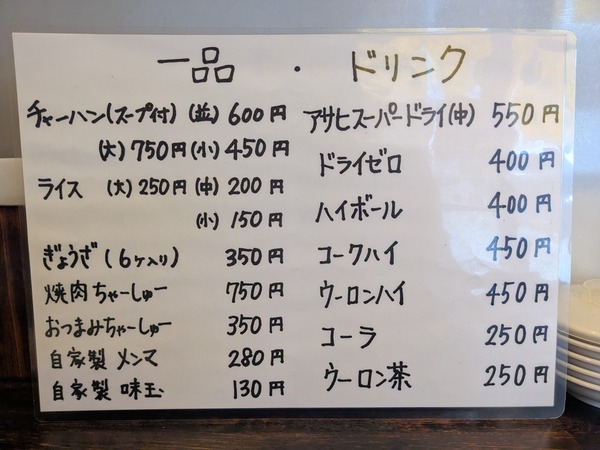 一品・ドリンク
チャーハン(スープ付) (並) 600円
(大) 750円 (小) 450円
ライス (大) 250円 (中) 200円
(小) 150円
ぎょうざ (6ケ入り) 350円
焼肉ちゃーしゅー 750円
おつまみちゃーしゅー 350円
自家製 メンマ 280円
自家製 味玉 130円
アサヒスーパードライ(中) 550円
ドライゼロ 400円
ハイボール 400円
コークハイ 450円
ウーロンハイ 450円
コーラ 250円
ウーロン茶 250円